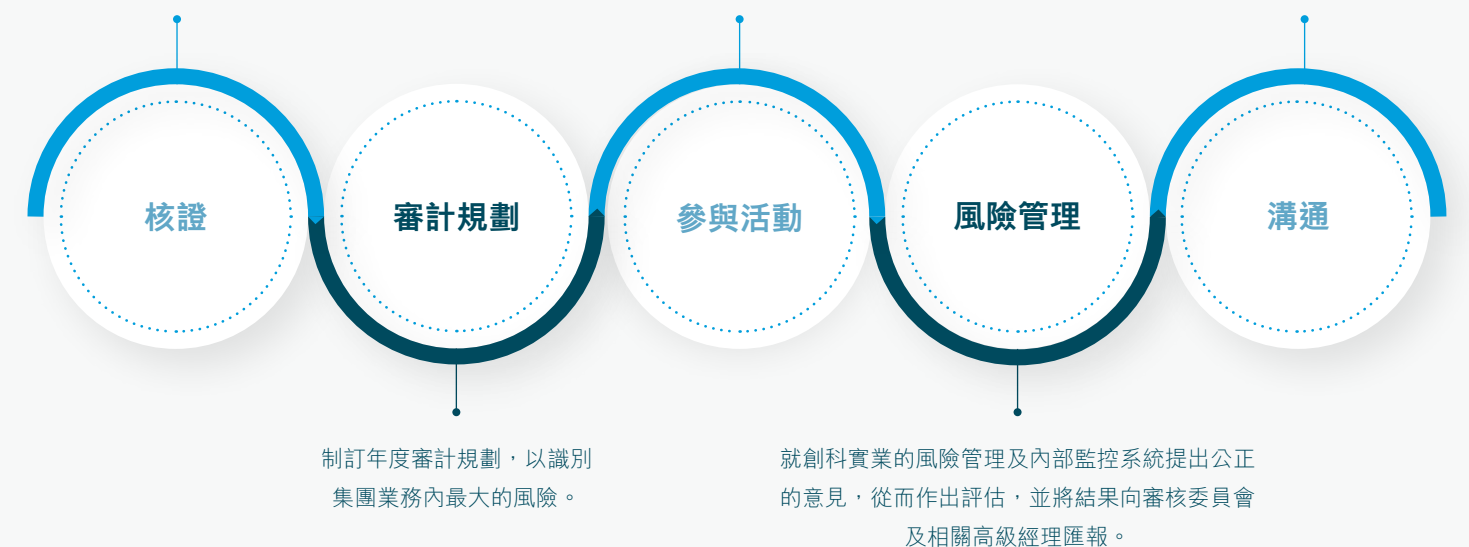 核證
審計規劃
參與活動
風險管理
溝通
制訂年度審計規劃，以識別
集團業務內最大的風險。
就創科實業的風險管理及內部監控系統提出公正
的意見，從而作出評估，並將結果向審核委員會
及相關高級經理匯報。